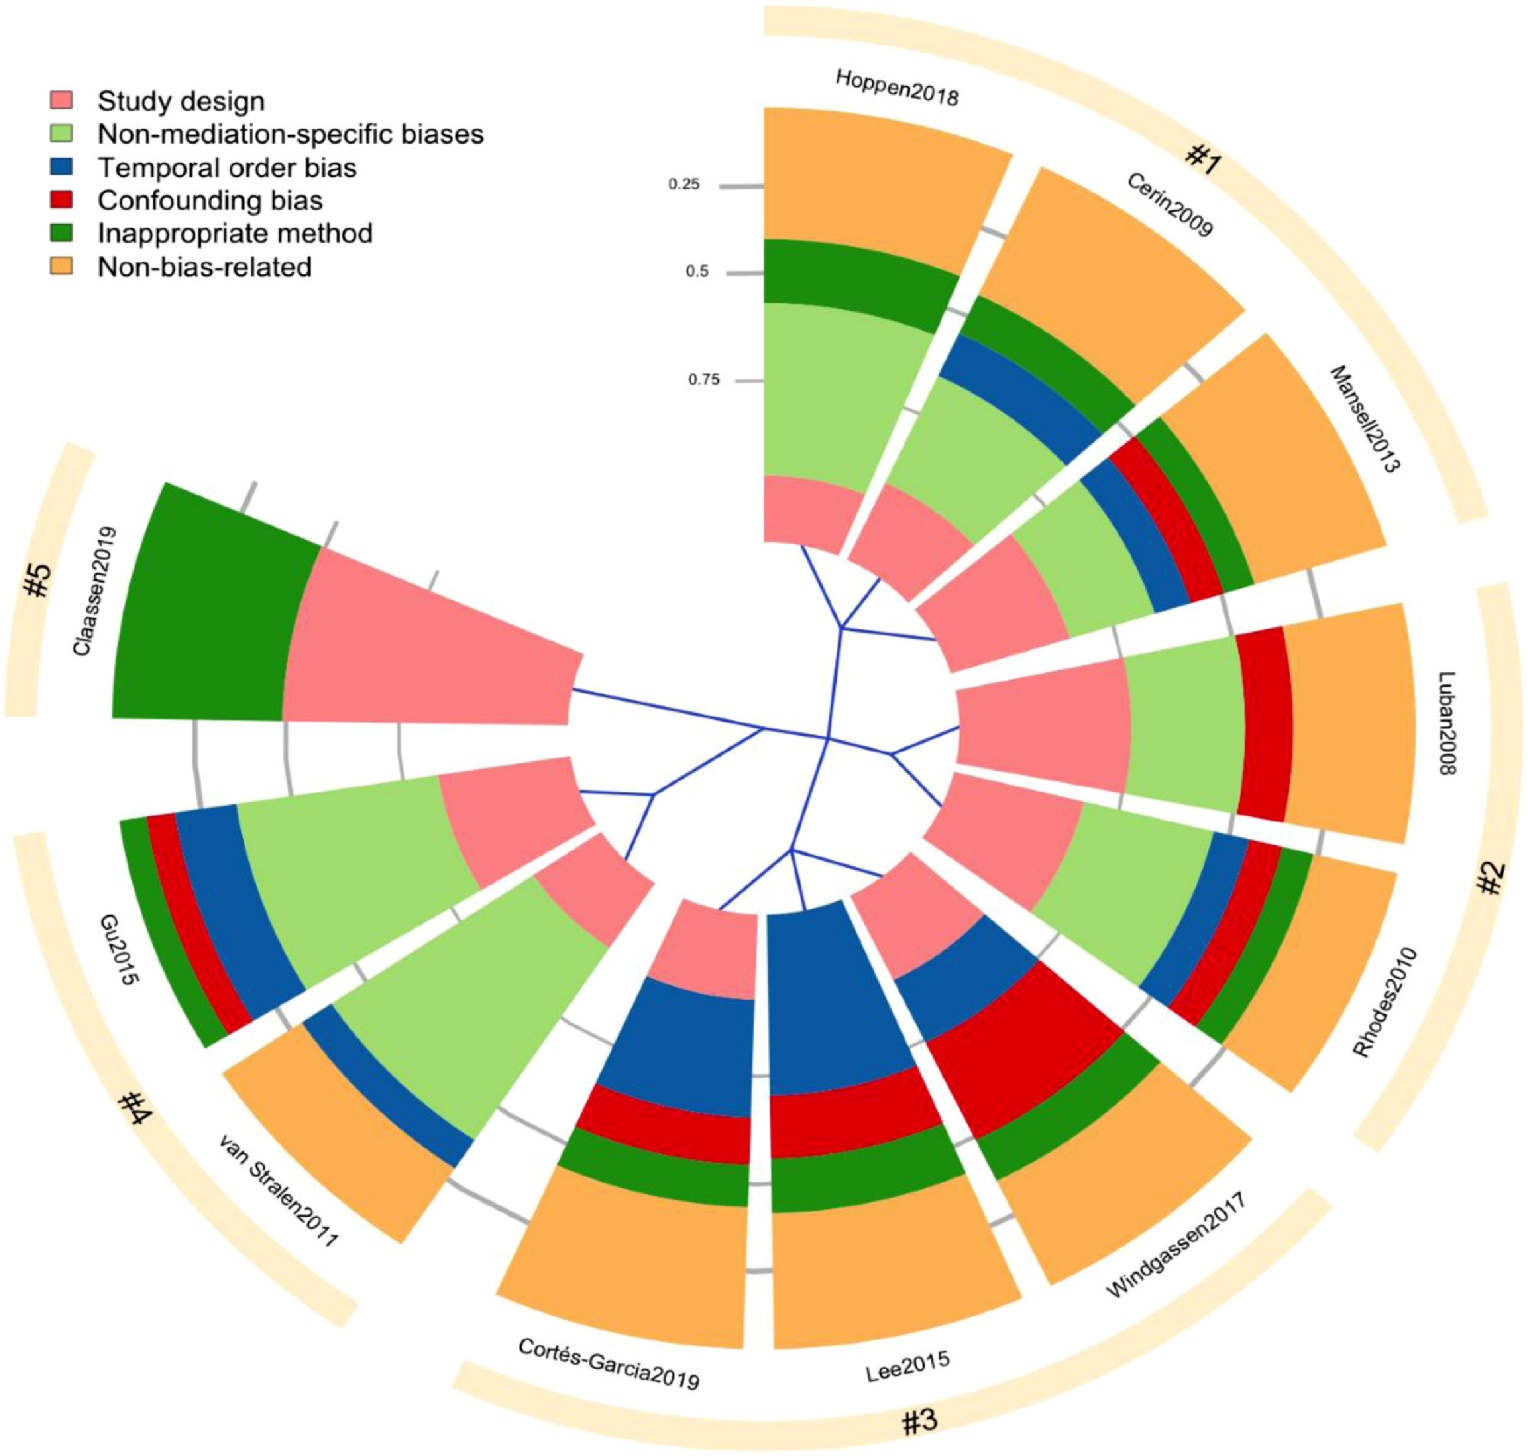 Study design
Non-mediation-specific biases
Temporal order bias
Confounding bias
Inappropriate method
Non-bias-related
0.25
0.5
0.75
Hoppen2018
Cerin2009
Mansell2013
#1
Luban2008
Rhodes2010
#2
Windgassen2017
Lee2015
Cortés-Garcia2019
#3
van Stralen2011
Gu2015
#4
Claassen2019
#5